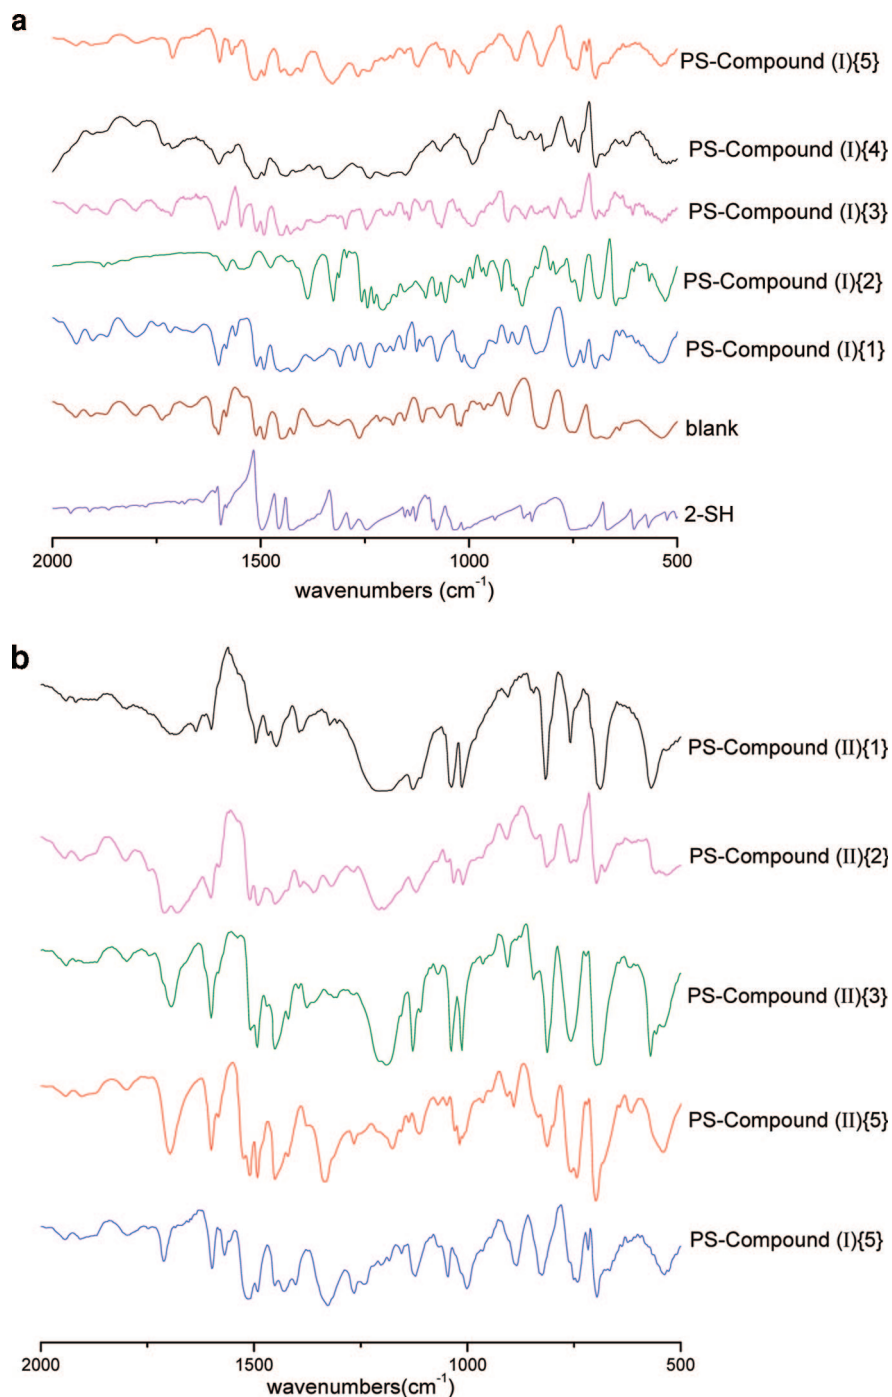 a
PS-Compound (I){5}
PS-Compound (I){4}
PS-Compound (I){3}
PS-Compound (I){2}
PS-Compound (I){1}
blank
2-SH
2000 1500 1000 500
wavenumbers (cm⁻¹)
b
PS-Compound (II){1}
PS-Compound (II){2}
PS-Compound (II){3}
PS-Compound (II){5}
PS-Compound (I){5}
2000 1500 1000 500
wavenumbers(cm⁻¹)